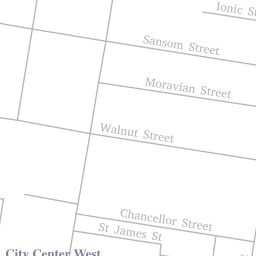 Ionic St
Sansom Street
Moravian Street
Walnut Street
Chancellor Street
St James St
City Center West